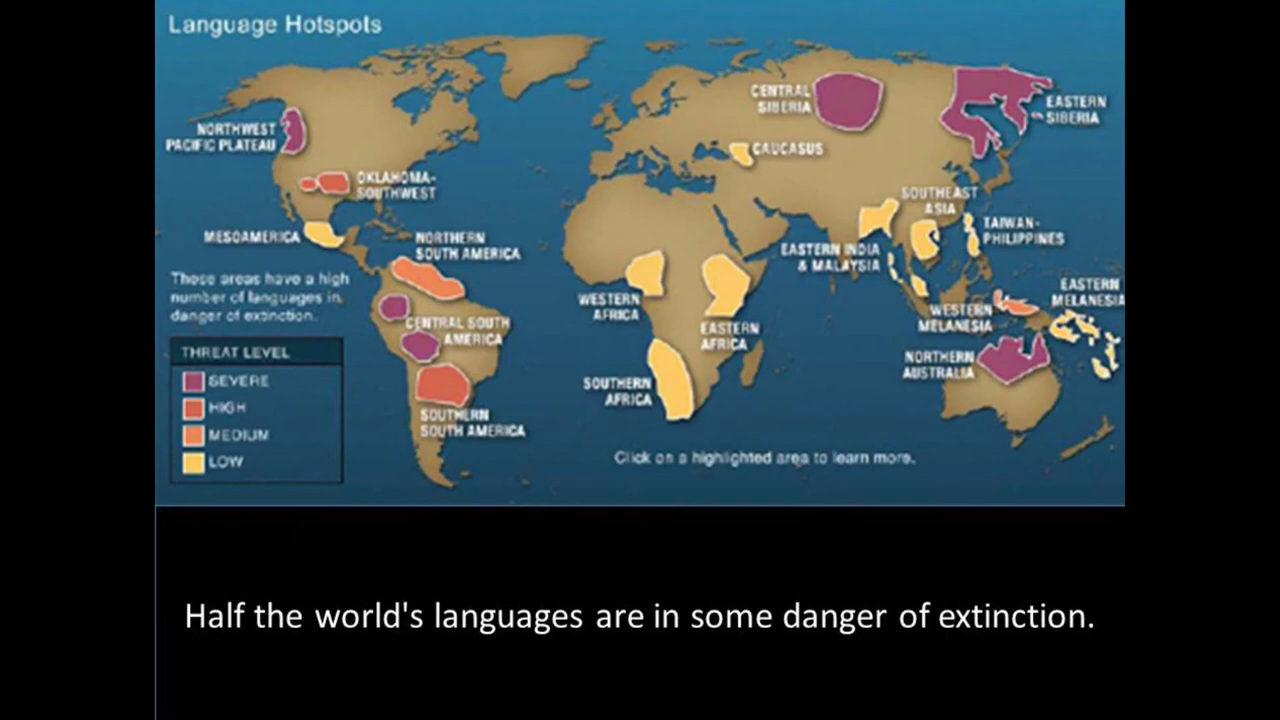 Language Hotspots
CENTRAL
SIBERIA
EASTERN
SIBERIA
NORTHWEST
PACIFIC PLATEAU
CAUCASUS
OKLAHOMA-
SOUTHWEST
SOUTHEAST
ASIA
MESOAMERICA
NORTHERN
SOUTH AMERICA
TAIWAN-
PHILIPPINES
EASTERN INDIA
& MALAYSIA
These areas have a high
number of languages in
danger of extinction.
EASTERN
MELANESIA
WESTERN
AFRICA
WESTERN
MELANESIA
CENTRAL SOUTH
AMERICA
EASTERN
AFRICA
THREAT LEVEL
SEVERE
HIGH
MEDIUM
LOW
NORTHERN
AUSTRALIA
SOUTHERN
AFRICA
SOUTHERN
SOUTH AMERICA
Click on a highlighted area to learn more.
Half the world's languages are in some danger of extinction.